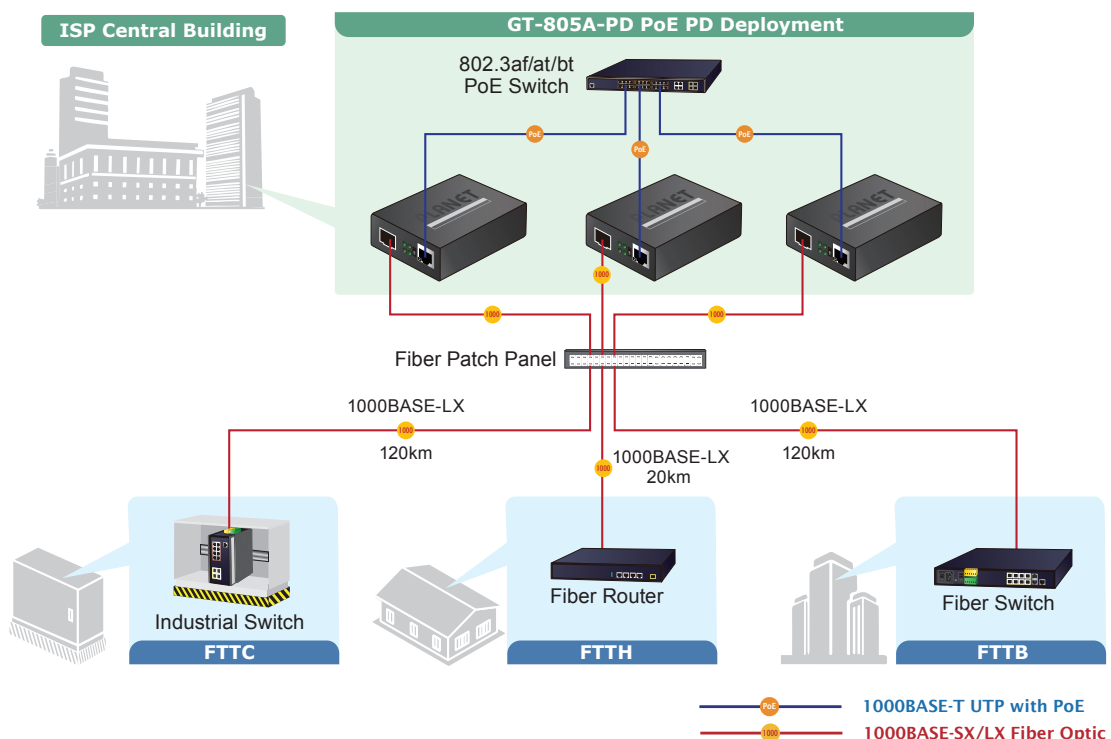 ISP Central Building
GT-805A-PD PoE PD Deployment
802.3af/at/bt
PoE Switch
PoE
PoE
PoE
PLANET
PLANET
PLANET
1000
1000
1000
Fiber Patch Panel
1000BASE-LX
1000
120km
1000BASE-LX
1000
120km
1000
1000BASE-LX
20km
Industrial Switch
FTTC
Fiber Router
FTTH
Fiber Switch
FTTB
PoE
1000BASE-T UTP with PoE
1000
1000BASE-SX/LX Fiber Optic